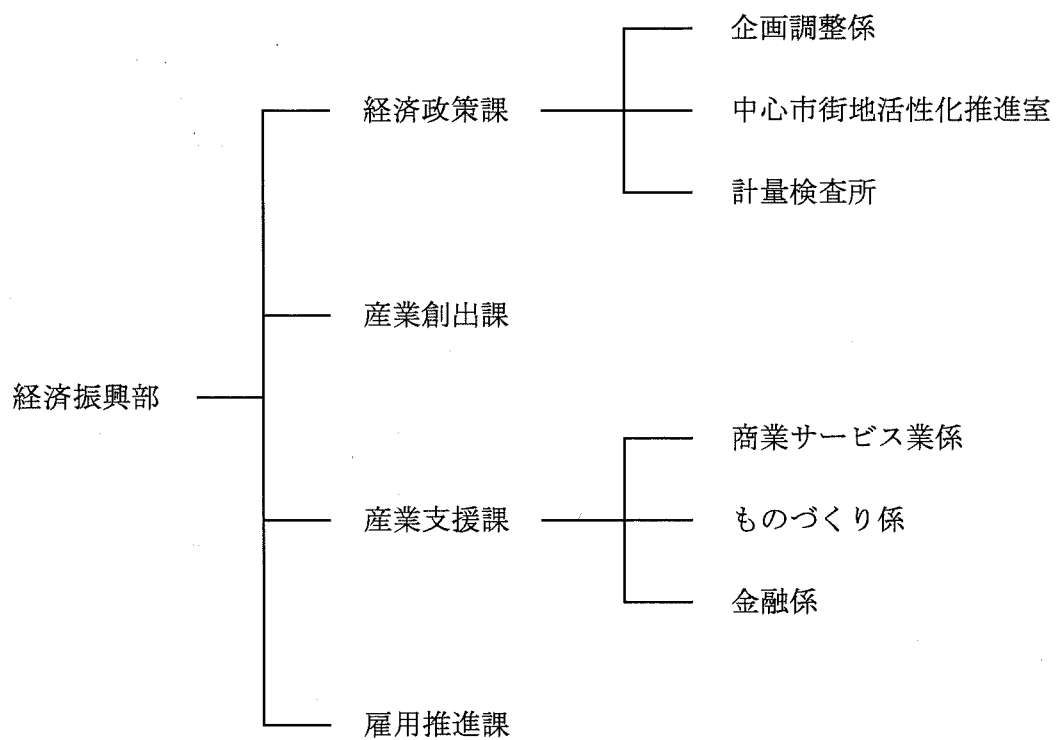 経済振興部
経済政策課
企画調整係
中心市街地活性化推進室
計量検査所
産業創出課
産業支援課
商業サービス業係
ものづくり係
金融係
雇用推進課